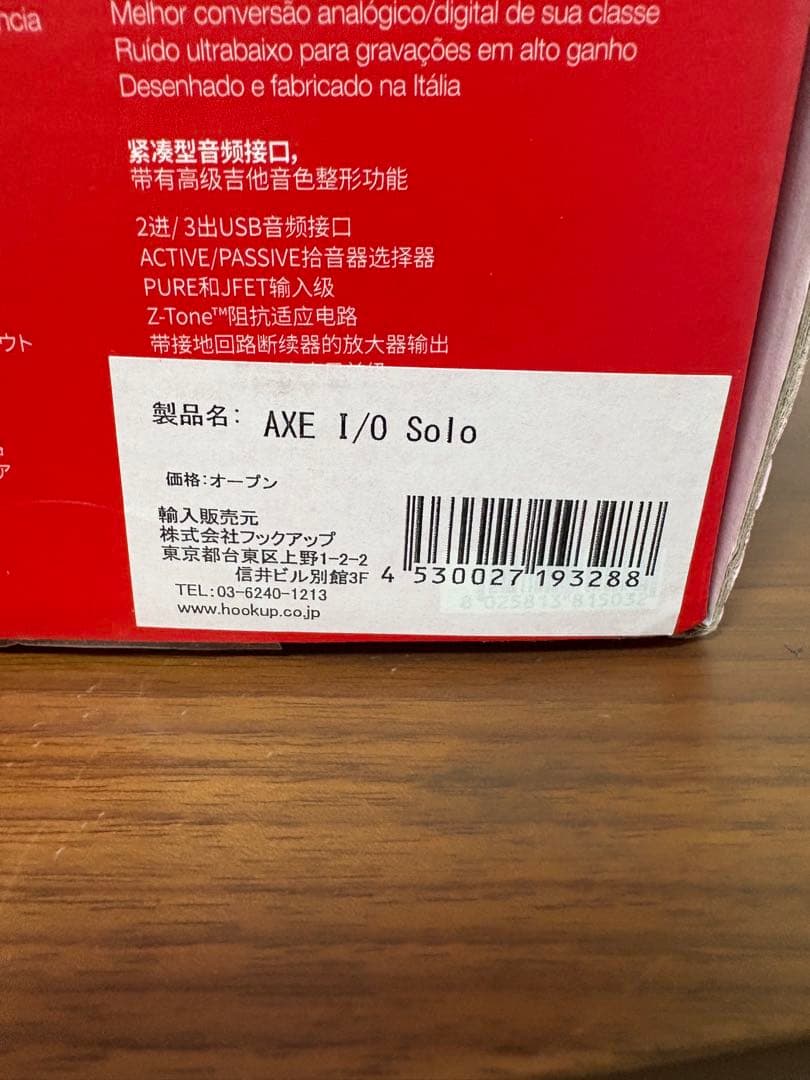 ncia
Melhor conversão analógico/digital de sua classe
Ruído ultrabaixo para gravações em alto ganho
Desenhado e fabricado na Itália
紧凑型音频接口,
带有高级吉他音色整形功能
2进/ 3出USB音频接口
ACTIVE/PASSIVE拾音器选择器
PURE和JFET输入级
Z-Tone™阻抗适应电路
带接地回路断续器的放大器输出
ウト
ア
製品名: AXE I/O Solo
価格:オープン
輸入販売元
株式会社フックアップ
東京都台東区上野1-2-2
信井ビル別館3F
TEL:03-6240-1213
www.hookup.co.jp
4 530027 193288
8 025813 815032